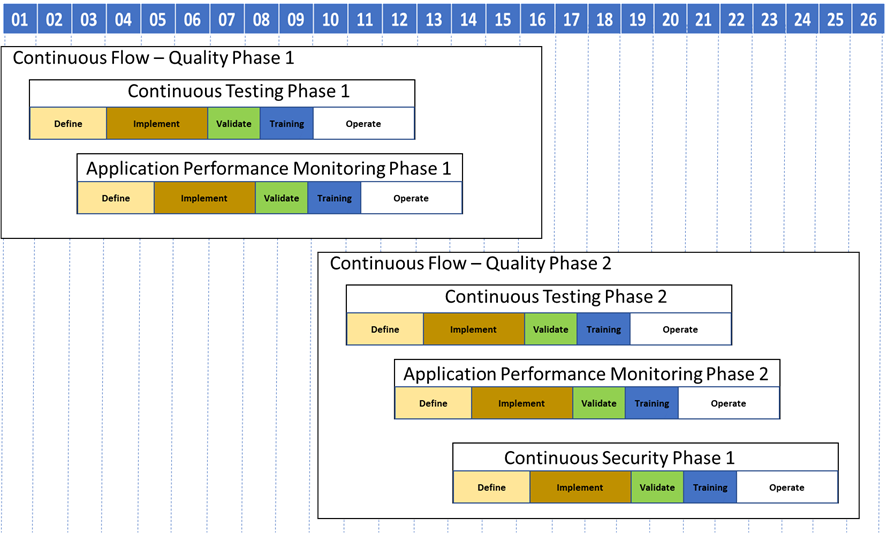 01 02 03 04 05 06 07 08 09 10 11 12 13 14 15 16 17 18 19 20 21 22 23 24 25 26
Continuous Flow – Quality Phase 1
Continuous Testing Phase 1
Define Implement Validate Training Operate
Application Performance Monitoring Phase 1
Define Implement Validate Training Operate
Continuous Flow – Quality Phase 2
Continuous Testing Phase 2
Define Implement Validate Training Operate
Application Performance Monitoring Phase 2
Define Implement Validate Training Operate
Continuous Security Phase 1
Define Implement Validate Training Operate